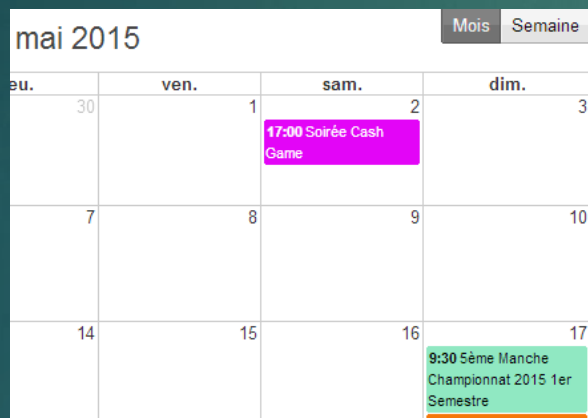 mai 2015
Mois Semaine
eu. ven. sam. dim.
30 1 2 3
17:00 Soirée Cash
Game
7 8 9 10
14 15 16 17
9:30 5ème Manche
Championnat 2015 1er
Semestre